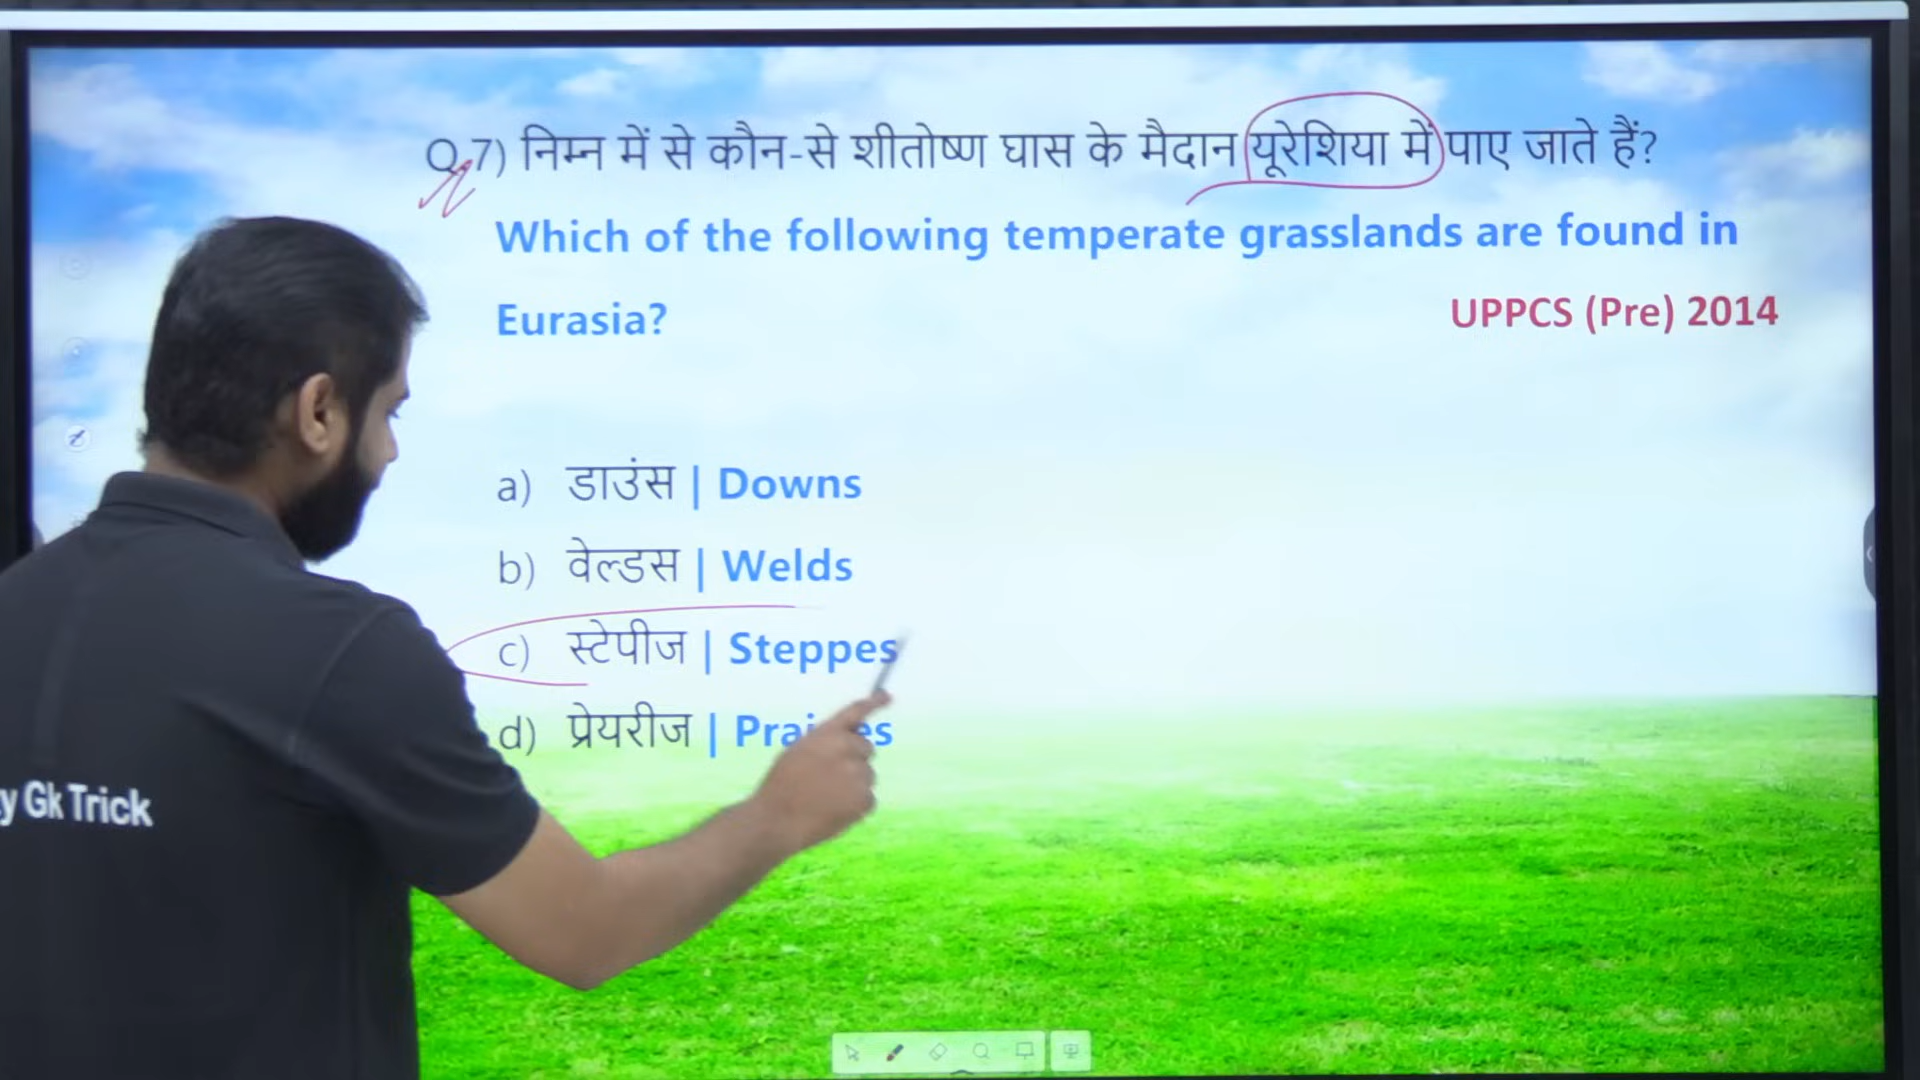 Q.7) निम्न में से कौन-से शीतोष्ण घास के मैदान यूरेशिया में पाए जाते हैं?
Which of the following temperate grasslands are found in
Eurasia?
UPPCS (Pre) 2014
a) डाउंस | Downs
b) वेल्डस | Welds
c) स्टेपीज | Steppes
d) प्रेयरीज |
Gk Trick